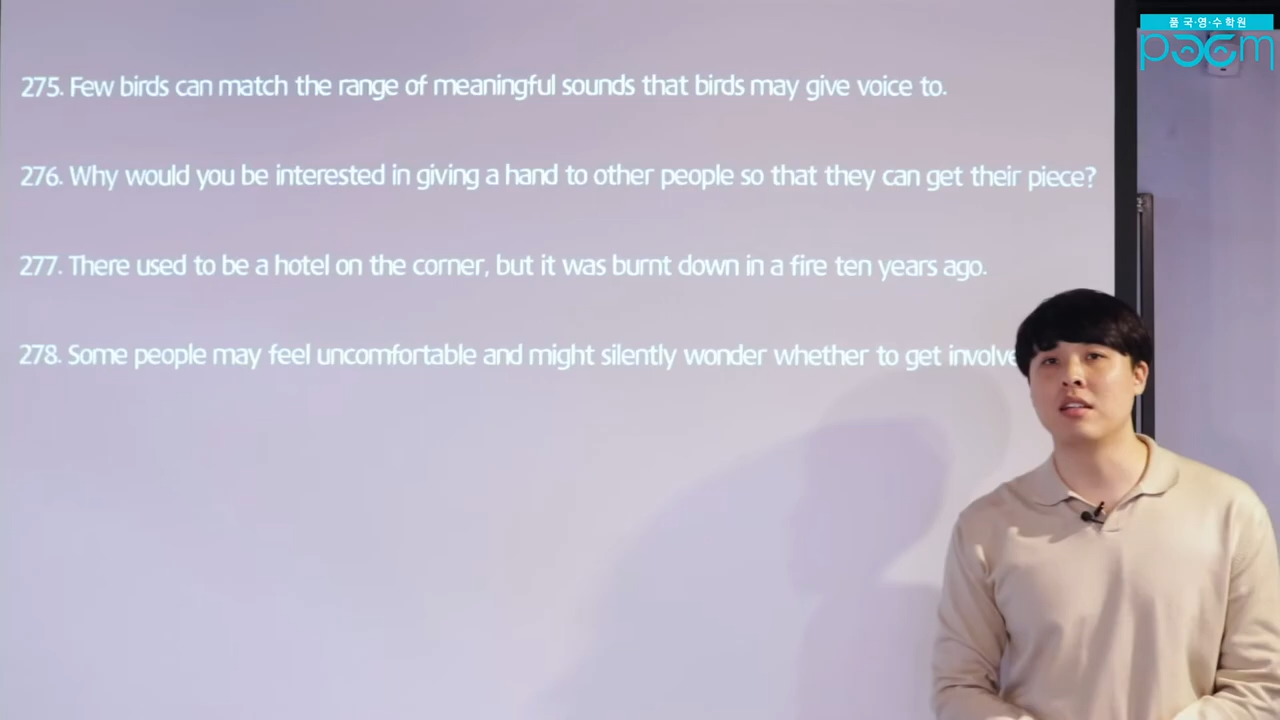 품 국·영·수학원
poem
275. Few birds can match the range of meaningful sounds that birds may give voice to.
276. Why would you be interested in giving a hand to other people so that they can get their piece?
277. There used to be a hotel on the corner, but it was burnt down in a fire ten years ago.
278. Some people may feel uncomfortable and might silently wonder whether to get